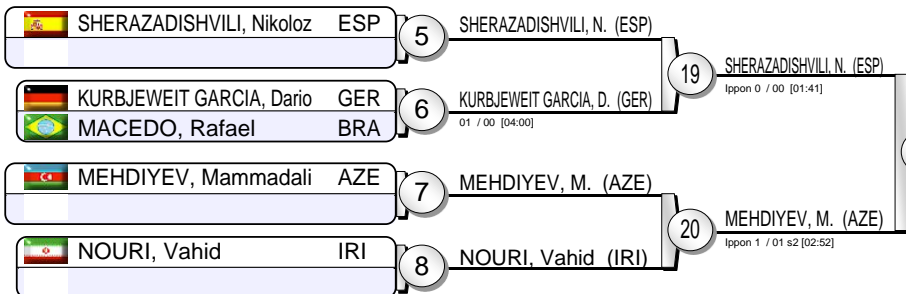 SHERAZADISHVILI, Nikoloz ESP
5
SHERAZADISHVILI, N. (ESP)
KURBJEWEIT GARCIA, Dario GER
MACEDO, Rafael BRA
6
KURBJEWEIT GARCIA, D. (GER)
01 / 00 [04:00]
19
SHERAZADISHVILI, N. (ESP)
Ippon 0 / 00 [01:41]
MEHDIYEV, Mammadali AZE
7
MEHDIYEV, M. (AZE)
NOURI, Vahid IRI
8
NOURI, Vahid (IRI)
20
MEHDIYEV, M. (AZE)
Ippon 1 / 01 s2 [02:52]